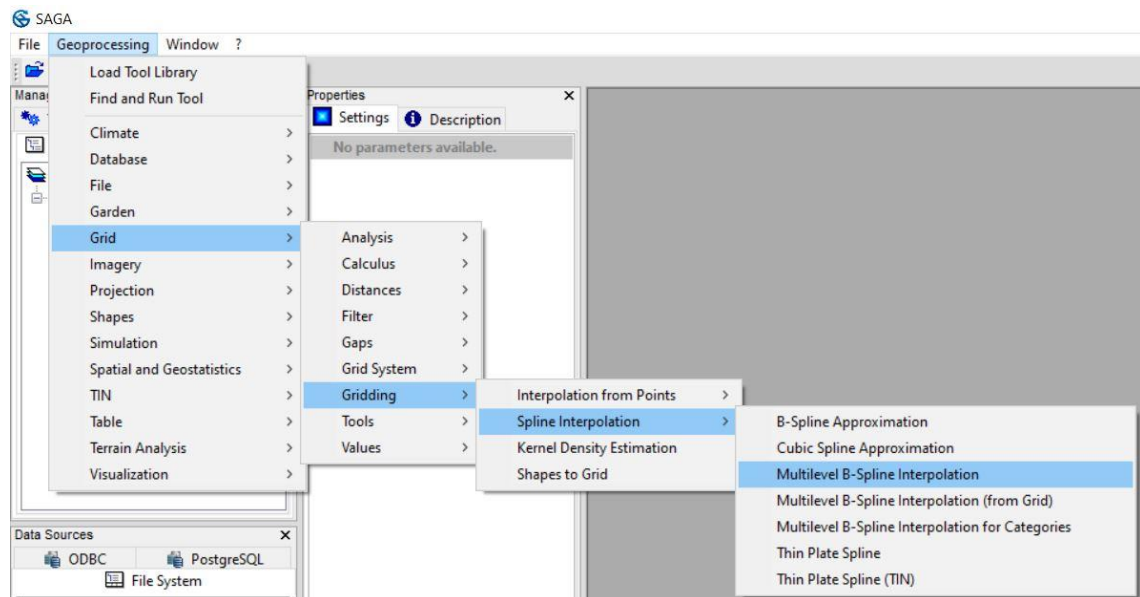 SAGA
File Geoprocessing Window ?
Load Tool Library
Find and Run Tool
Climate
Database
File
Garden
Grid
Imagery
Projection
Shapes
Simulation
Spatial and Geostatistics
TIN
Table
Terrain Analysis
Visualization
Properties
Settings Description
No parameters available.
Analysis
Calculus
Distances
Filter
Gaps
Grid System
Gridding
Tools
Values
Interpolation from Points
Spline Interpolation
Kernel Density Estimation
Shapes to Grid
B-Spline Approximation
Cubic Spline Approximation
Multilevel B-Spline Interpolation
Multilevel B-Spline Interpolation (from Grid)
Multilevel B-Spline Interpolation for Categories
Thin Plate Spline
Thin Plate Spline (TIN)
Data Sources
ODBC PostgreSQL
File System